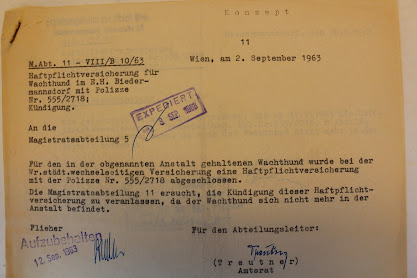 Konzept
11
M.Abt. 11 - VIII/B 10/63
Wien, am 2. September 1963
Haftpflichtversicherung für
Wachthund im E.H. Bieder-
mannsdorf mit Polizze
Nr. 555/2718;
Kündigung.
EXPEDIERT
SEP. 1963
An die
Magistratsabteilung 5
Für den in der obgenannten Anstalt gehaltenen Wachthund wurde bei der
Wr.städt.wechselseitigen Versicherung eine Haftpflichtversicherung
mit der Polizze Nr. 555/2718 abgeschlossen.
Die Magistratsabteilung 11 ersucht, die Kündigung dieser Haftpflicht-
versicherung zu veranlassen, da der Wachthund sich nicht mehr in der
Anstalt befindet.
Flieher
Für den Abteilungsleiter:
Aufzubehalten
12. Sep. 1963
(Treutner)
Amtsrat